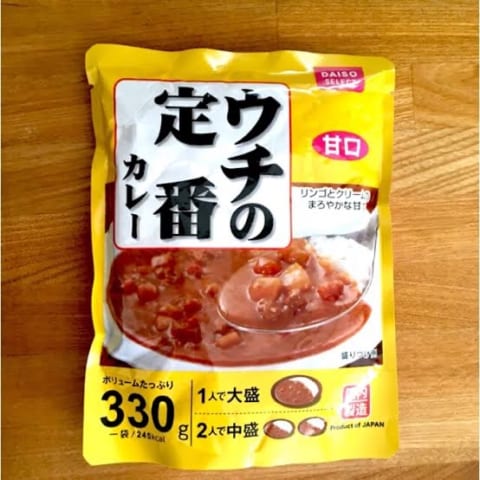 DAISO
SELECT
ウチの
定番
カレー
甘口
リンゴとクリームの
まろやかな甘
盛りつけ例
ボリュームたっぷり
330g
一袋/245kcal
1人で大盛
2人で中盛
国内
製造
Product of JAPAN